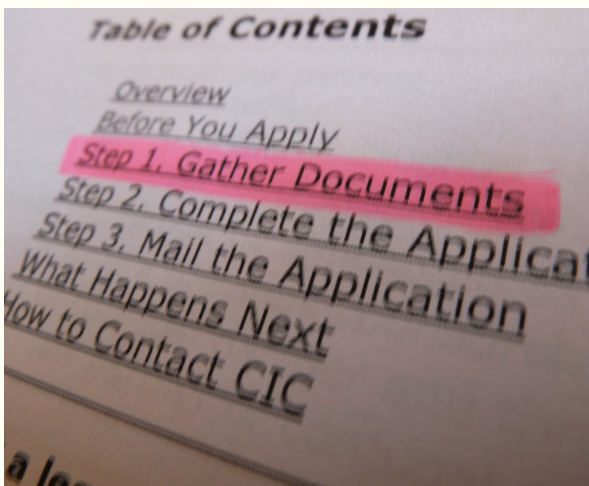 Table of Contents
Overview
Before You Apply
Step 1. Gather Documents
Step 2. Complete the
Step 3. Mail the Application
What Happens Next
How to Contact CIC
a